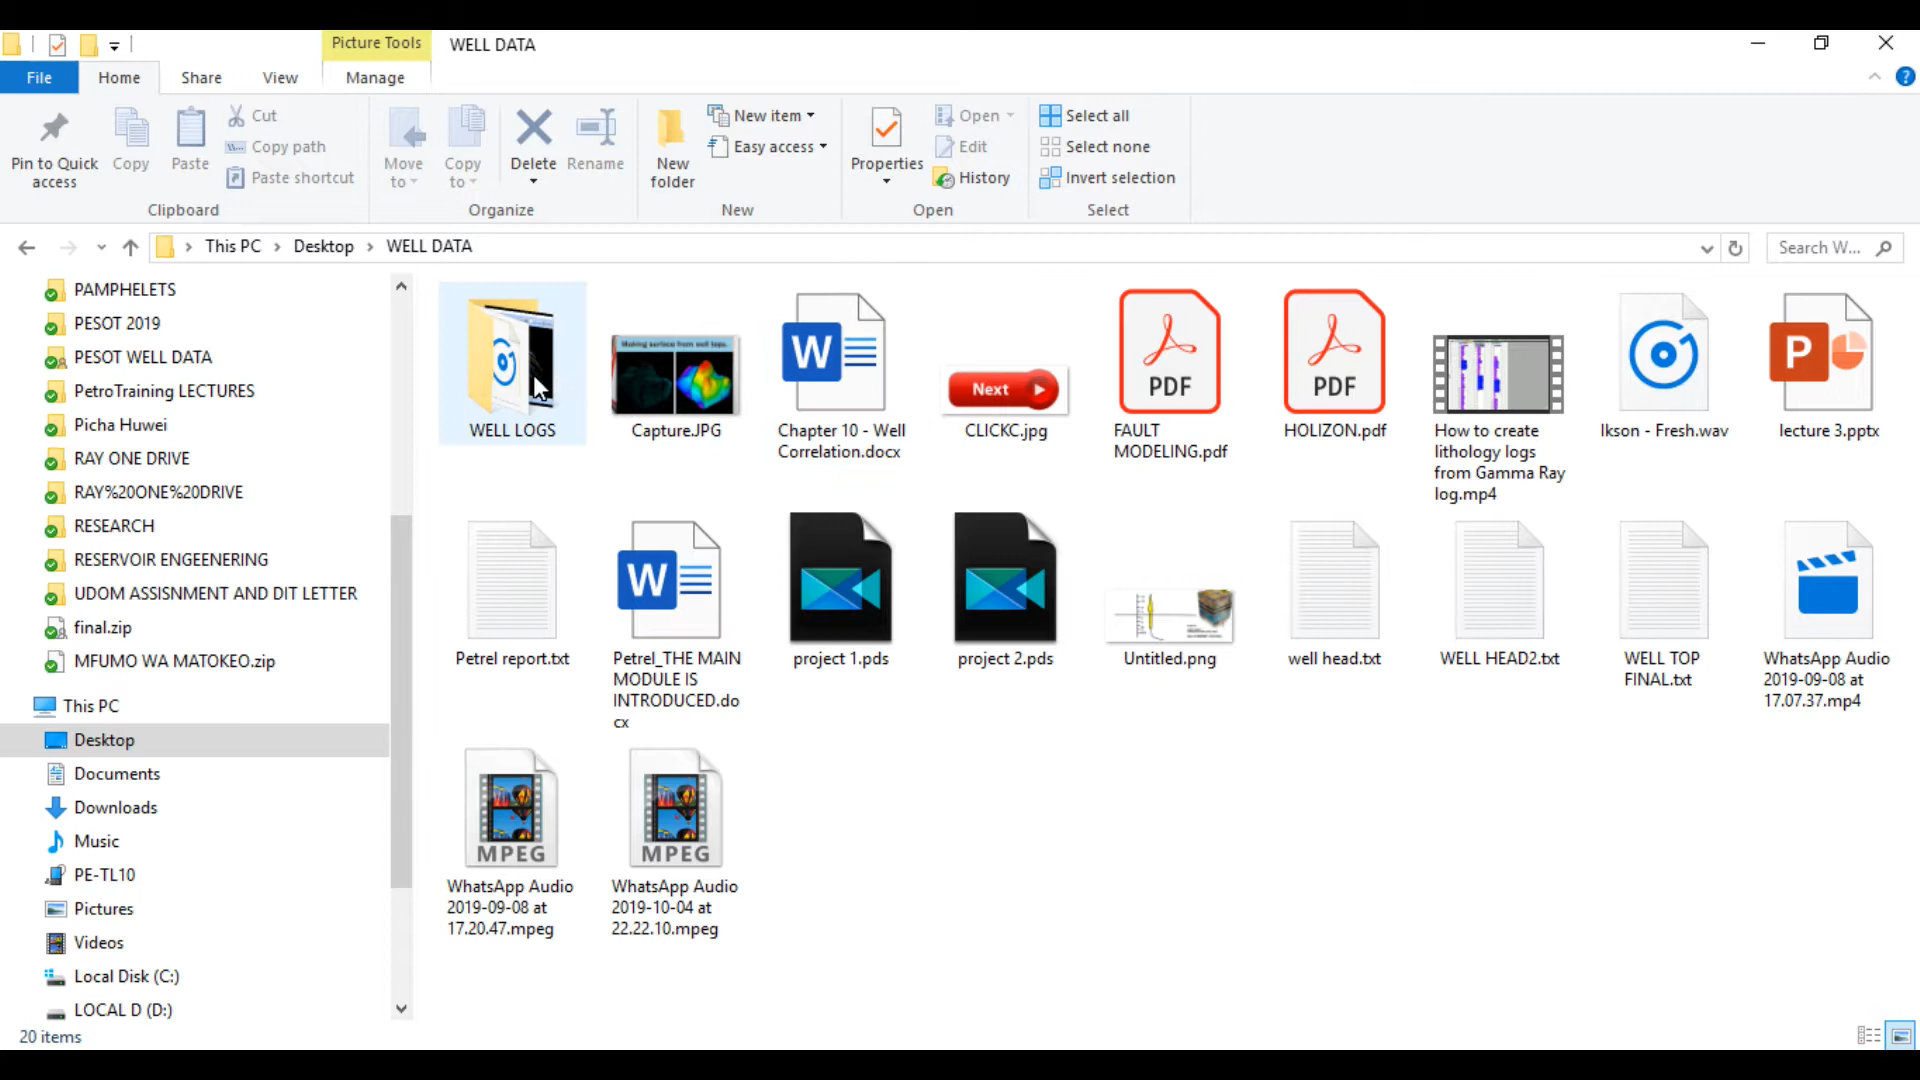 Picture Tools
WELL DATA
File
Home
Share
View
Manage
Pin to Quick
access
Copy
Paste
Cut
Copy path
Paste shortcut
Clipboard
Move
to
Copy
to
Delete
Rename
Organize
New
folder
New item
Easy access
New
Properties
Open
Edit
History
Open
Select all
Select none
Invert selection
Select
This PC
Desktop
WELL DATA
Search W...
PAMPHELETS
PESOT 2019
PESOT WELL DATA
PetroTraining LECTURES
Picha Huwei
RAY ONE DRIVE
RAY%20ONE%20DRIVE
RESEARCH
RESERVOIR ENGEENERING
UDOM ASSISNMENT AND DIT LETTER
final.zip
MFUMO WA MATOKEO.zip
This PC
Desktop
Documents
Downloads
Music
PE-TL10
Pictures
Videos
Local Disk (C:)
LOCAL D (D:)
WELL LOGS
Making surface from well tops.
Capture.JPG
W
Chapter 10 - Well
Correlation.docx
Next
CLICKC.jpg
PDF
FAULT
MODELING.pdf
PDF
HOLIZON.pdf
How to create
lithology logs
from Gamma Ray
log.mp4
Ikson - Fresh.wav
P
lecture 3.pptx
Petrel report.txt
W
Petrel_THE MAIN
MODULE IS
INTRODUCED.do
cx
project 1.pds
project 2.pds
Untitled.png
well head.txt
WELL HEAD2.txt
WELL TOP
FINAL.txt
WhatsApp Audio
2019-09-08 at
17.07.37.mp4
MPEG
WhatsApp Audio
2019-09-08 at
17.20.47.mpeg
MPEG
WhatsApp Audio
2019-10-04 at
22.22.10.mpeg
20 items